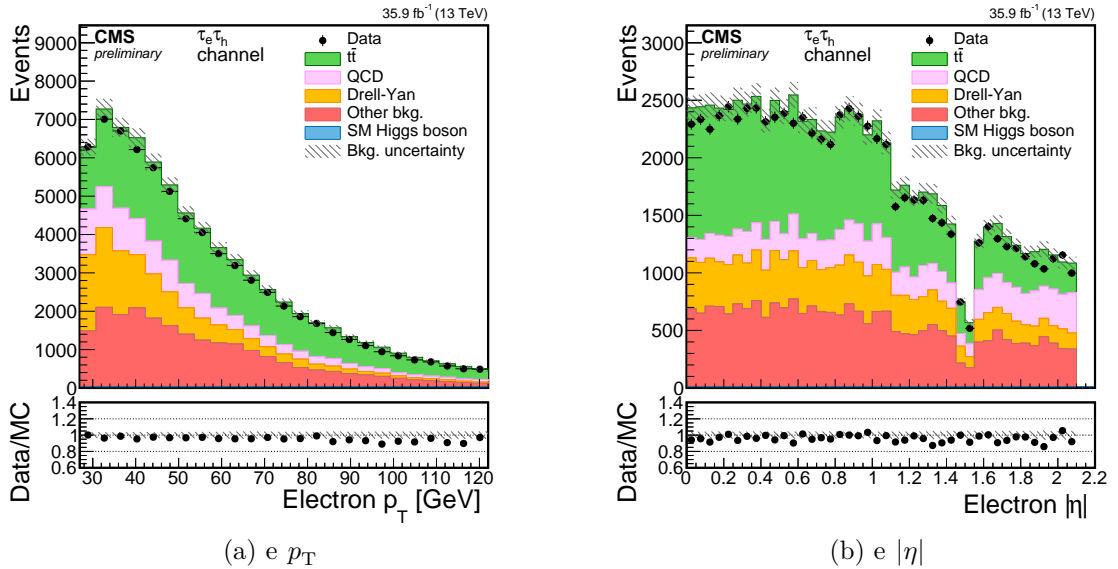 35.9 fb⁻¹ (13 TeV)
CMS
preliminary
τeτh
channel
Data
tt̄
QCD
Drell-Yan
Other bkg.
SM Higgs boson
Bkg. uncertainty
Events
9000
8000
7000
6000
5000
4000
3000
2000
1000
0
Data/MC
1.4
1.2
1
0.8
0.6
30 40 50 60 70 80 90 100 110 120
Electron pT [GeV]
(a) e pT
35.9 fb⁻¹ (13 TeV)
CMS
preliminary
τeτh
channel
Data
tt̄
QCD
Drell-Yan
Other bkg.
SM Higgs boson
Bkg. uncertainty
Events
3000
2500
2000
1500
1000
500
0
Data/MC
1.4
1.2
1
0.8
0.6
0 0.2 0.4 0.6 0.8 1 1.2 1.4 1.6 1.8 2 2.2
Electron |η|
(b) e |η|